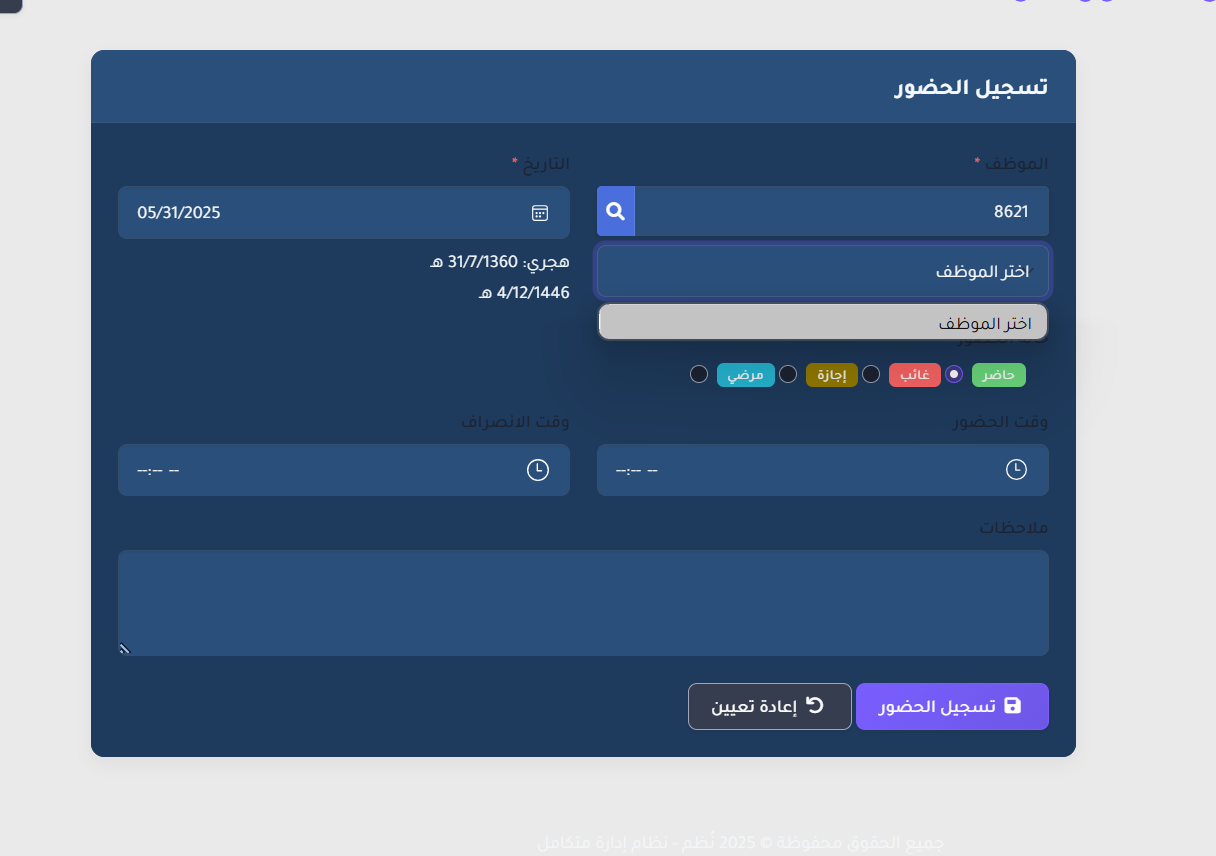 تسجيل الحضور
الموظف *
التاريخ *
8621
05/31/2025
اختر الموظف
هجري: 31/7/1360 هـ
4/12/1446 هـ
اختر الموظف
حاضر
غائب
إجازة
مرضي
وقت الحضور
وقت الانصراف
--:-- --
--:-- --
ملاحظات
تسجيل الحضور
إعادة تعيين
جميع الحقوق محفوظة © 2025 نُظم - نظام إدارة متكامل